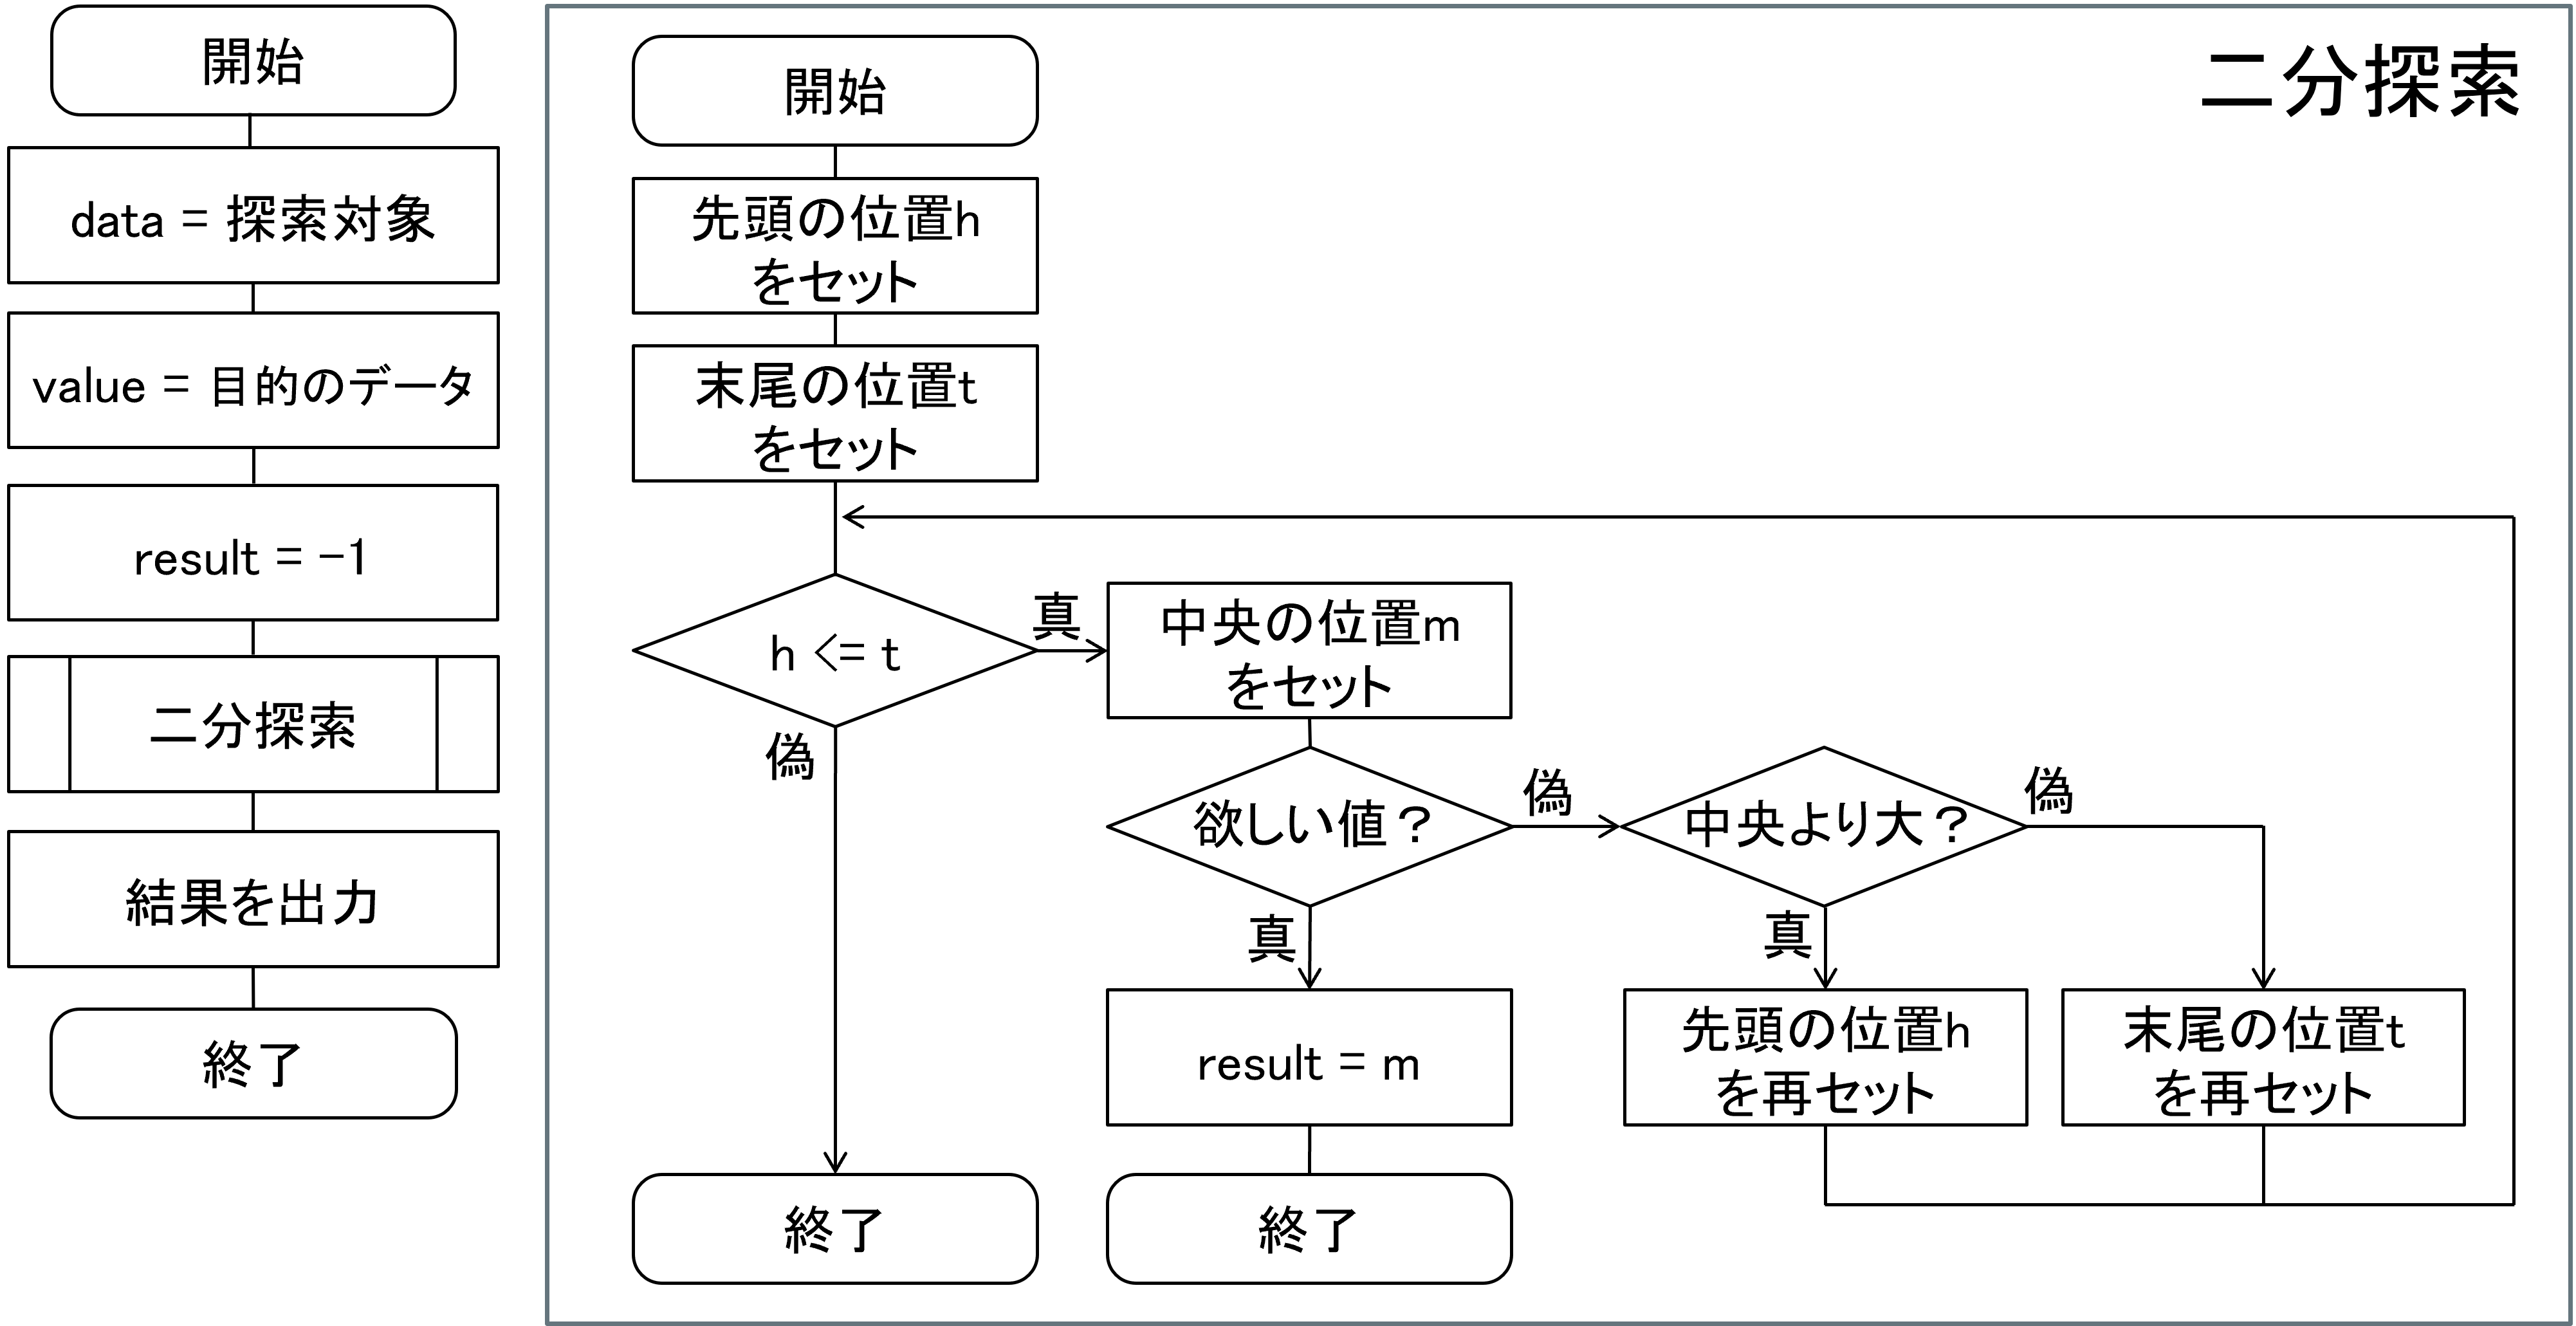 開始
data = 探索対象
value = 目的のデータ
result = -1
二分探索
結果を出力
終了
二分探索
開始
先頭の位置h
をセット
末尾の位置t
をセット
h <= t
真
偽
中央の位置m
をセット
欲しい値？
偽
真
中央より大？
偽
真
result = m
先頭の位置h
を再セット
末尾の位置t
を再セット
終了
終了